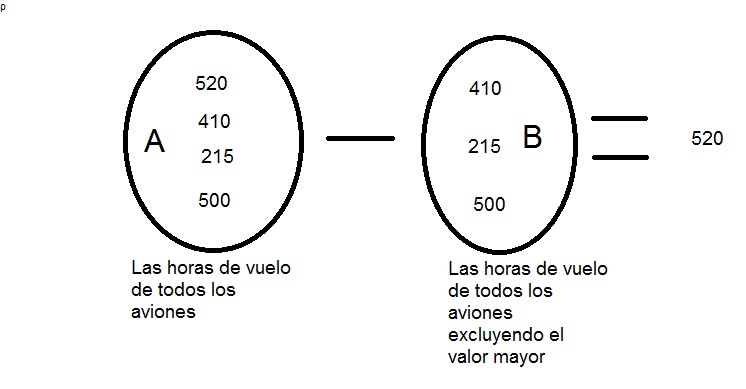 ρ
520
410
A
215
500
410
215
B
500
520
Las horas de vuelo
de todos los
aviones
Las horas de vuelo
de todos los
aviones
excluyendo el
valor mayor